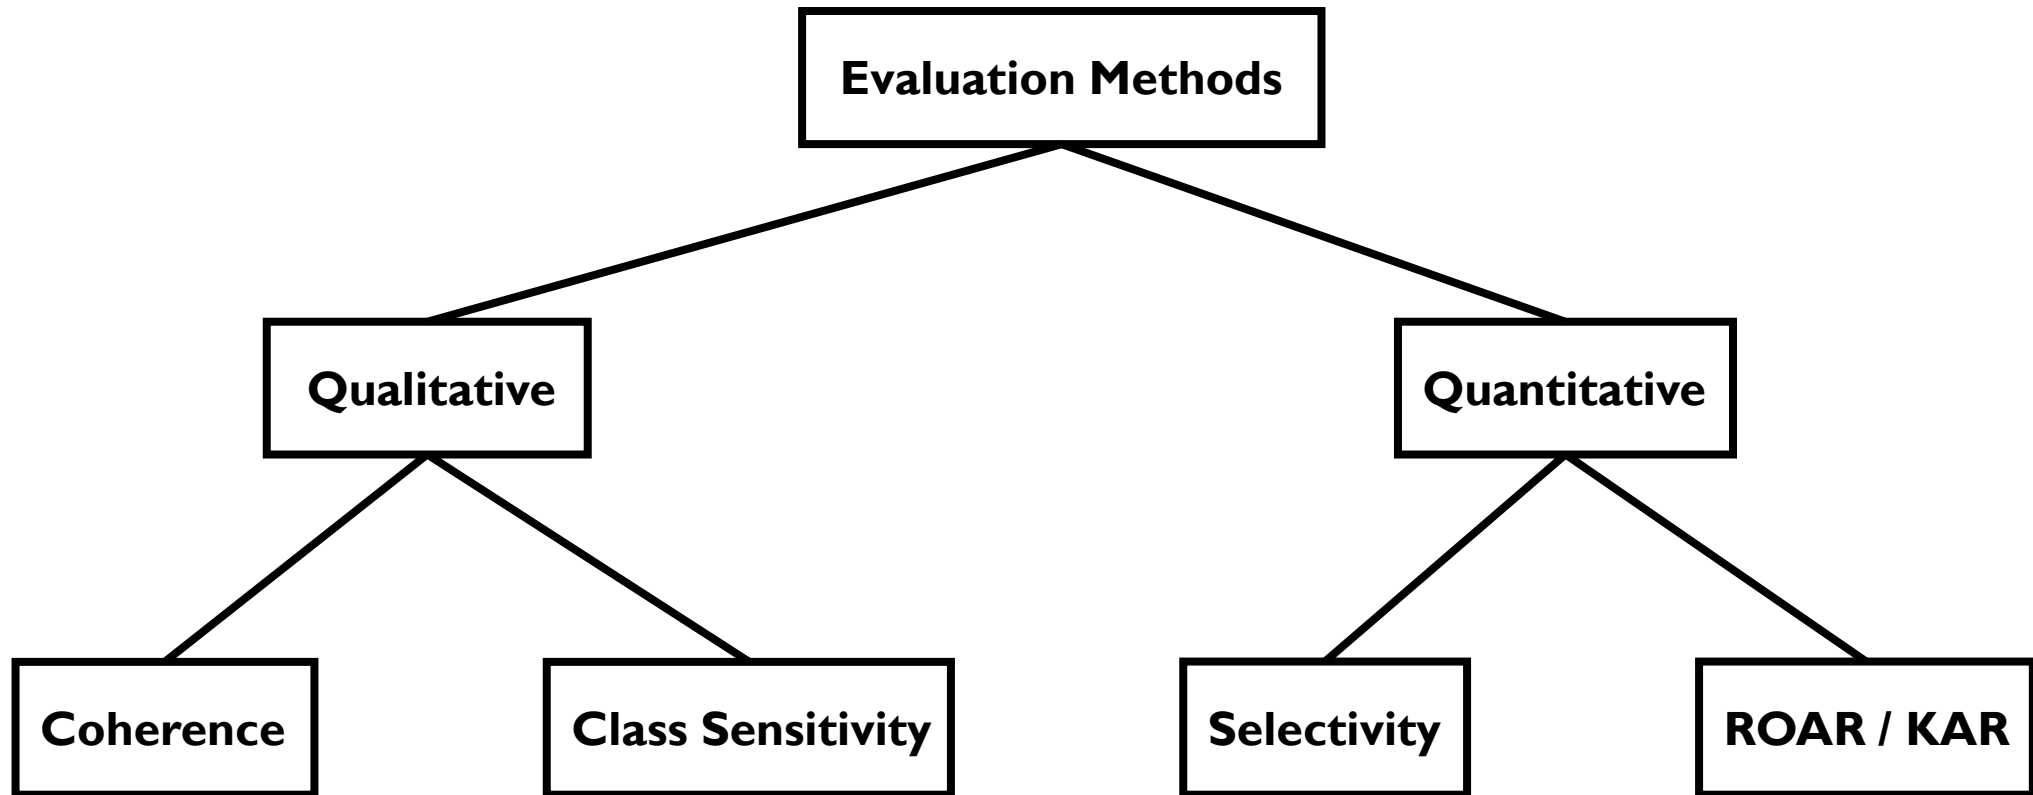 Evaluation Methods
Qualitative
Quantitative
Coherence
Class Sensitivity
Selectivity
ROAR / KAR